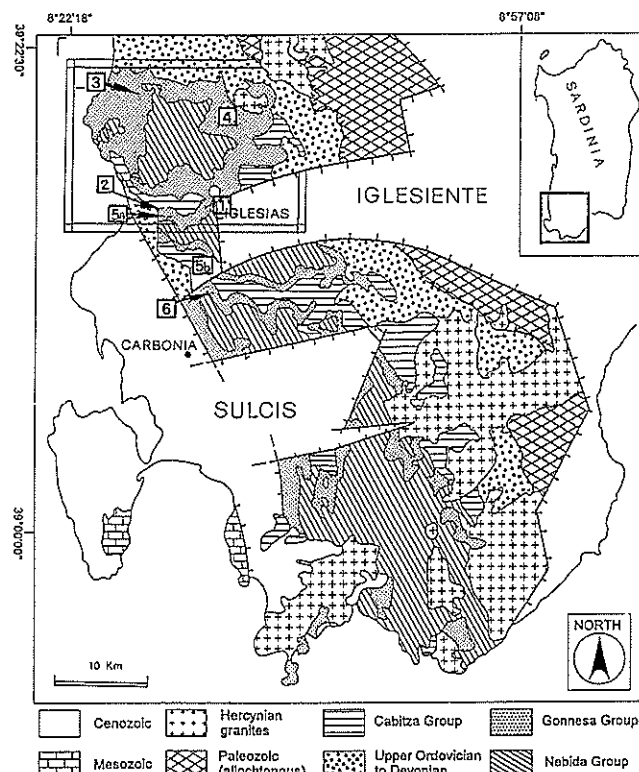 8°22'18"
8°57'08"
39°22'30"
3
4
2
1
IGLESIAS
5a
IGLESIENTE
SARDINIA
5b
6
CARBONIA
SULCIS
39°00'00"
10 Km
NORTH
Cenozoic
Hercynian
granites
Cabitza Group
Gonnesa Group
Mesozoic
Paleozoic
(allochtonous)
Upper Ordovician
to Devonian
Nebida Group